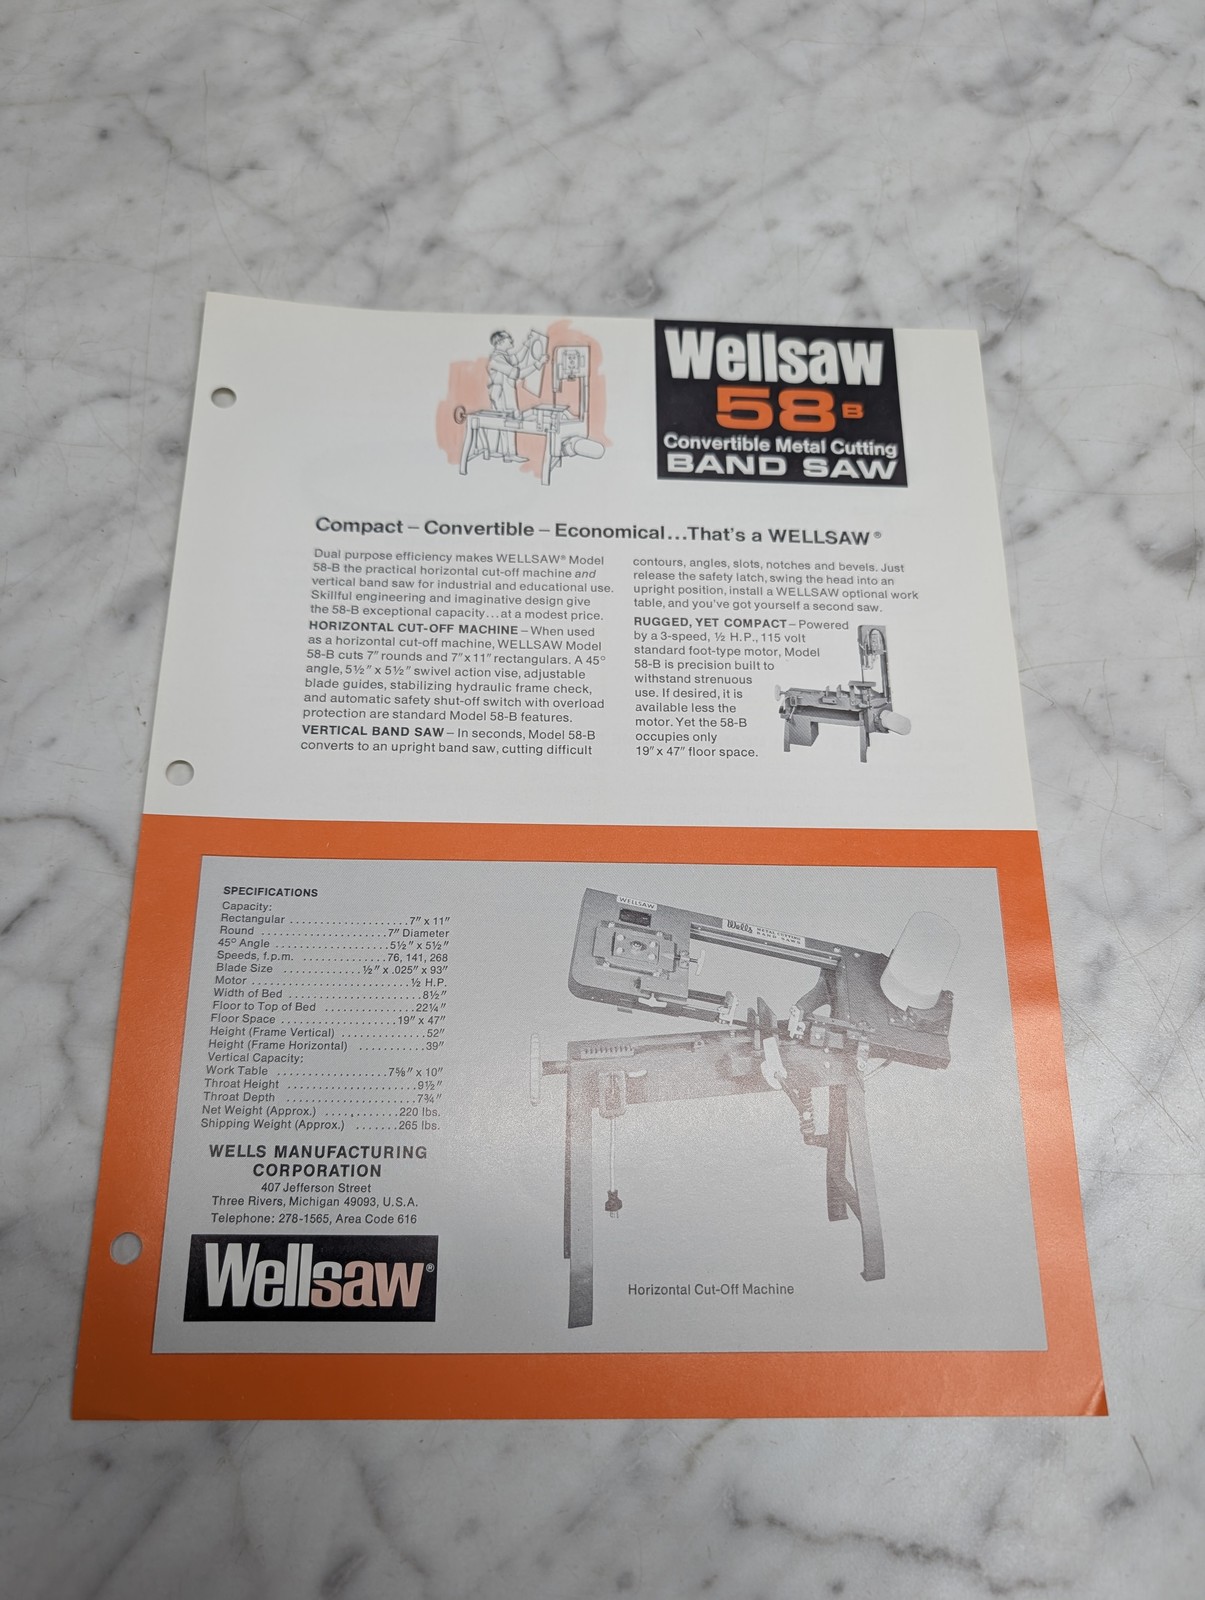 Wellsaw
58 B
Convertible Metal Cutting
BAND SAW
Compact – Convertible – Economical...That's a WELLSAW®
Dual purpose efficiency makes WELLSAW® Model
58-B the practical horizontal cut-off machine and
vertical band saw for industrial and educational use.
Skillful engineering and imaginative design give
the 58-B exceptional capacity...at a modest price.
HORIZONTAL CUT-OFF MACHINE – When used
as a horizontal cut-off machine, WELLSAW Model
58-B cuts 7" rounds and 7" x 11" rectangulars. A 45°
angle, 5½" x 5½" swivel action vise, adjustable
blade guides, stabilizing hydraulic frame check,
and automatic safety shut-off switch with overload
protection are standard Model 58-B features.
VERTICAL BAND SAW – In seconds, Model 58-B
converts to an upright band saw, cutting difficult
contours, angles, slots, notches and bevels. Just
release the safety latch, swing the head into an
upright position, install a WELLSAW optional work
table, and you've got yourself a second saw.
RUGGED, YET COMPACT – Powered
by a 3-speed, ½ H.P., 115 volt
standard foot-type motor, Model
58-B is precision built to
withstand strenuous
use. If desired, it is
available less the
motor. Yet the 58-B
occupies only
19" x 47" floor space.
SPECIFICATIONS
Capacity:
Rectangular ....................7" x 11"
Round .....................7" Diameter
45° Angle ...................5½" x 5½"
Speeds, f.p.m. ..............76, 141, 268
Blade Size .............½" x .025" x 93"
Motor ..........................½ H.P.
Width of Bed ......................8½"
Floor to Top of Bed ...............22¼"
Floor Space ...................19" x 47"
Height (Frame Vertical) ..............52"
Height (Frame Horizontal) ...........39"
Vertical Capacity:
Work Table ..................7⅝" x 10"
Throat Height .....................9½"
Throat Depth .....................7¾"
Net Weight (Approx.) ............220 lbs.
Shipping Weight (Approx.) .......265 lbs.
WELLS MANUFACTURING
CORPORATION
407 Jefferson Street
Three Rivers, Michigan 49093, U.S.A.
Telephone: 278-1565, Area Code 616
Wellsaw®
WELLSAW
Wells METAL CUTTING
BAND SAWS
Horizontal Cut-Off Machine